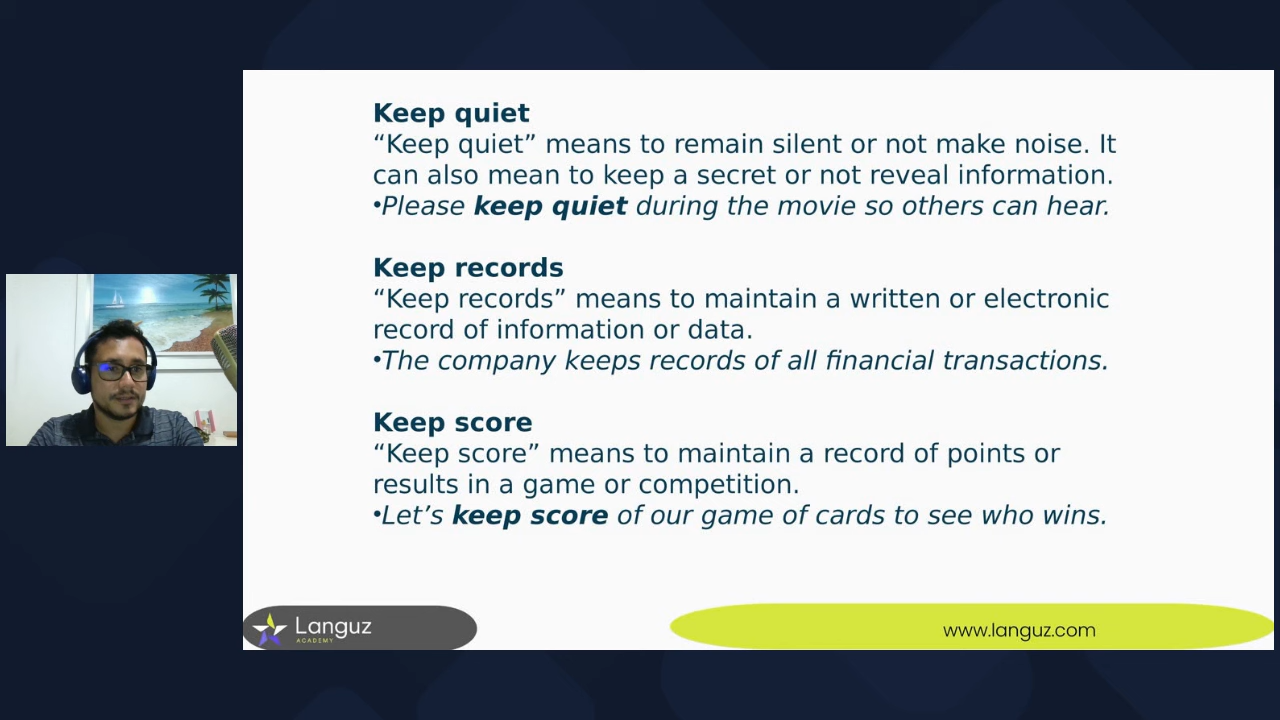 Keep quiet
“Keep quiet” means to remain silent or not make noise. It
can also mean to keep a secret or not reveal information.
•Please keep quiet during the movie so others can hear.
Keep records
“Keep records” means to maintain a written or electronic
record of information or data.
•The company keeps records of all financial transactions.
Keep score
“Keep score” means to maintain a record of points or
results in a game or competition.
•Let’s keep score of our game of cards to see who wins.
Languz
ACADEMY
www.languz.com